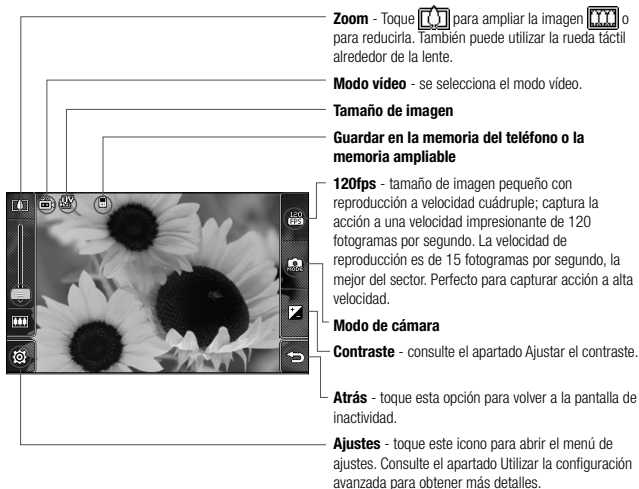 Zoom - Toque para ampliar la imagen o
para reducirla. También puede utilizar la rueda táctil
alrededor de la lente.
Modo vídeo - se selecciona el modo vídeo.
Tamaño de imagen
Guardar en la memoria del teléfono o la
memoria ampliable
120fps - tamaño de imagen pequeño con
reproducción a velocidad cuádruple; captura la
acción a una velocidad impresionante de 120
fotogramas por segundo. La velocidad de
reproducción es de 15 fotogramas por segundo, la
mejor del sector. Perfecto para capturar acción a alta
velocidad.
Modo de cámara
Contraste - consulte el apartado Ajustar el contraste.
Atrás - toque esta opción para volver a la pantalla de
inactividad.
Ajustes - toque este icono para abrir el menú de
ajustes. Consulte el apartado Utilizar la configuración
avanzada para obtener más detalles.
120
FPS
MODE